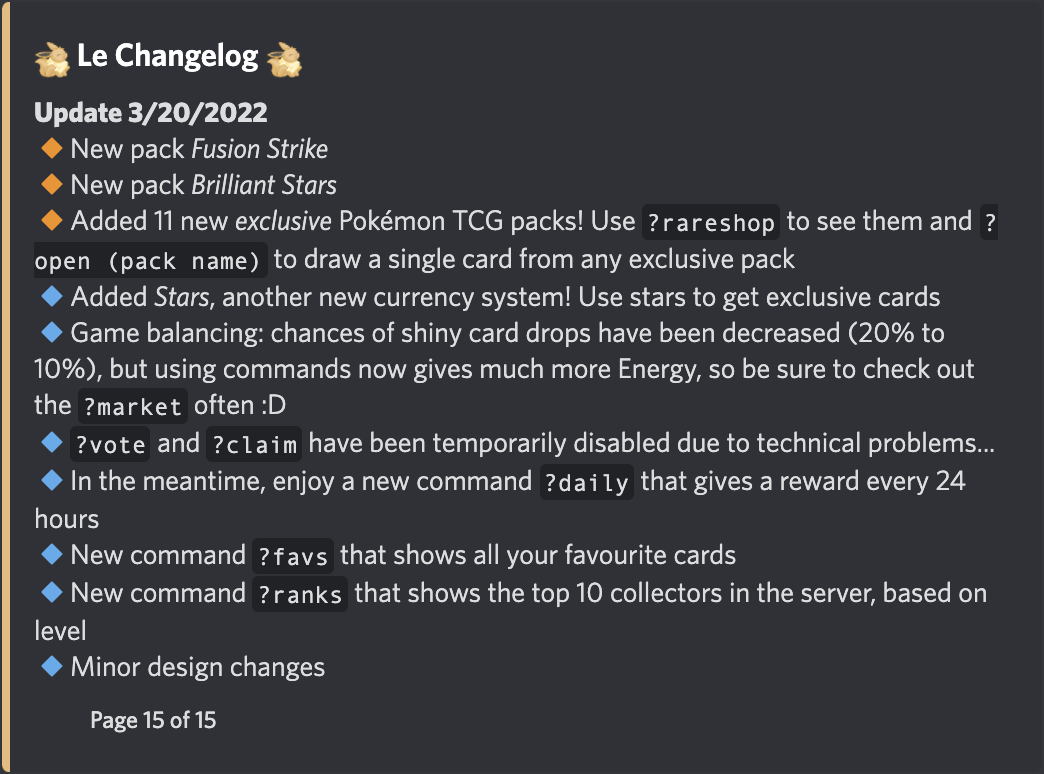 Le Changelog
Update 3/20/2022
New pack Fusion Strike
New pack Brilliant Stars
Added 11 new exclusive Pokémon TCG packs! Use ?rareshop to see them and ?
open (pack name) to draw a single card from any exclusive pack
Added Stars, another new currency system! Use stars to get exclusive cards
Game balancing: chances of shiny card drops have been decreased (20% to
10%), but using commands now gives much more Energy, so be sure to check out
the ?market often :D
?vote and ?claim have been temporarily disabled due to technical problems...
In the meantime, enjoy a new command ?daily that gives a reward every 24
hours
New command ?favs that shows all your favourite cards
New command ?ranks that shows the top 10 collectors in the server, based on
level
Minor design changes
Page 15 of 15